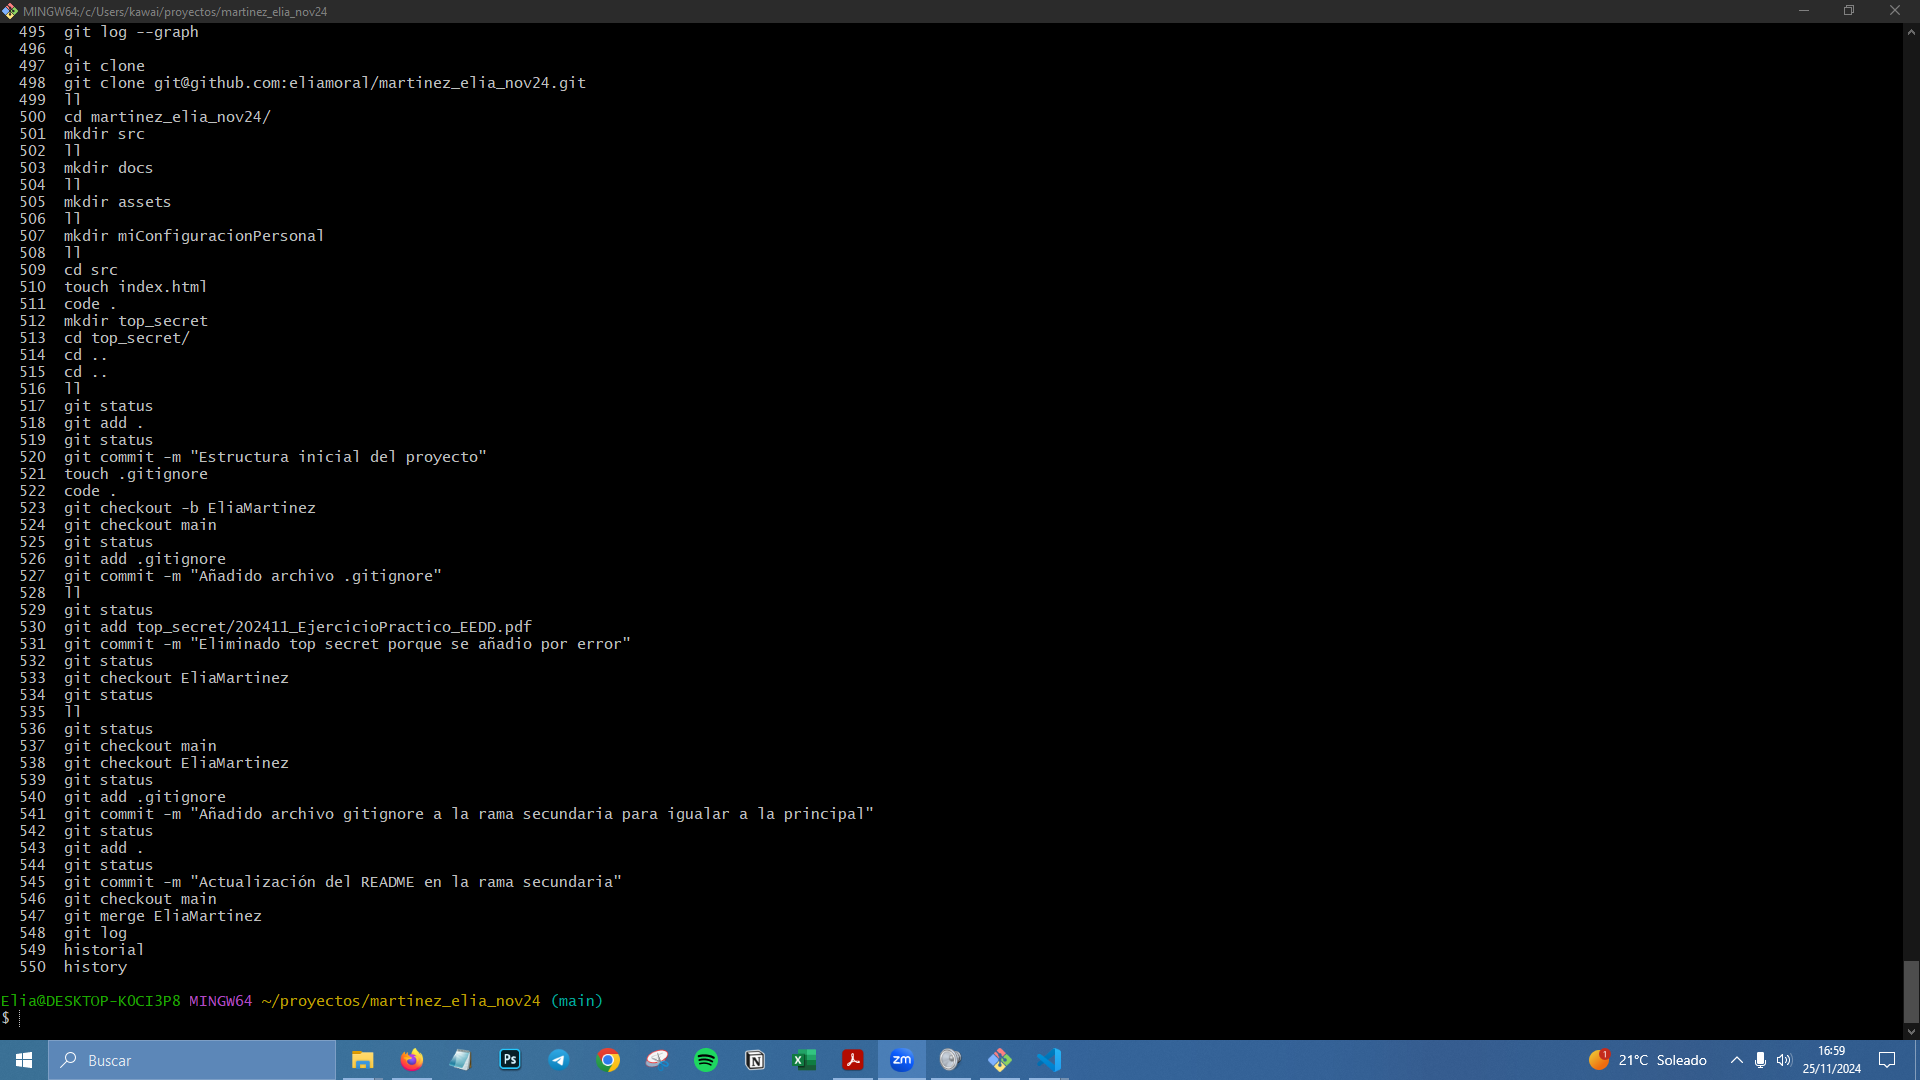 MINGW64:/c/Users/kawai/proyectos/martinez_elia_nov24
495 git log --graph
496 q
497 git clone
498 git clone git@github.com:eliamoral/martinez_elia_nov24.git
499 ll
500 cd martinez_elia_nov24/
501 mkdir src
502 ll
503 mkdir docs
504 ll
505 mkdir assets
506 ll
507 mkdir miConfiguracionPersonal
508 ll
509 cd src
510 touch index.html
511 code .
512 mkdir top_secret
513 cd top_secret/
514 cd ..
515 cd ..
516 ll
517 git status
518 git add .
519 git status
520 git commit -m "Estructura inicial del proyecto"
521 touch .gitignore
522 code .
523 git checkout -b EliaMartinez
524 git checkout main
525 git status
526 git add .gitignore
527 git commit -m "Añadido archivo .gitignore"
528 ll
529 git status
530 git add top_secret/202411_EjercicioPractico_EEDD.pdf
531 git commit -m "Eliminado top secret porque se añadio por error"
532 git status
533 git checkout EliaMartinez
534 git status
535 ll
536 git status
537 git checkout main
538 git checkout EliaMartinez
539 git status
540 git add .gitignore
541 git commit -m "Añadido archivo gitignore a la rama secundaria para igualar a la principal"
542 git status
543 git add .
544 git status
545 git commit -m "Actualización del README en la rama secundaria"
546 git checkout main
547 git merge EliaMartinez
548 git log
549 historial
550 history
Elia@DESKTOP-KOCI3P8 MINGW64 ~/proyectos/martinez_elia_nov24 (main)
$
Buscar
Ps
zm
1
21°C Soleado
16:59
25/11/2024